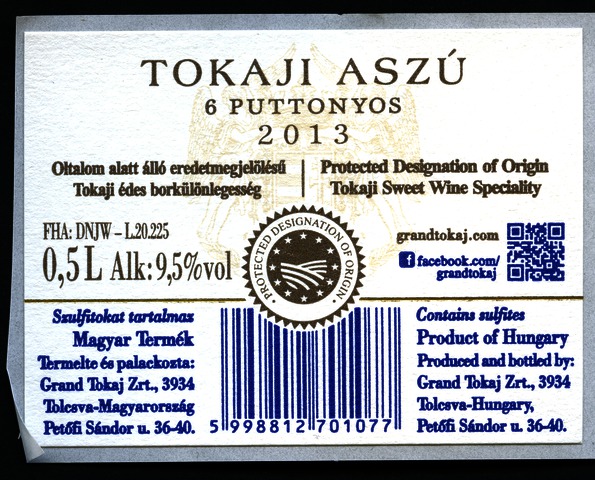 TOKAJI ASZÚ
6 PUTTONYOS
2013
Oltalom alatt álló eredetmegjelölésű
Tokaji édes borkülönlegesség
Protected Designation of Origin
Tokaji Sweet Wine Speciality
FHA: DNJW – L.20.225
0,5 L Alk: 9,5%vol
PROTECTED DESIGNATION OF ORIGIN
grandtokaj.com
facebook.com/
grandtokaj
Szulfitokat tartalmaz
Magyar Termék
Termelte és palackozta:
Grand Tokaj Zrt., 3934
Tolcsva-Magyarország
Petőfi Sándor u. 36-40.
5 998812 701077
Contains sulfites
Product of Hungary
Produced and bottled by:
Grand Tokaj Zrt., 3934
Tolcsva-Hungary,
Petőfi Sándor u. 36-40.